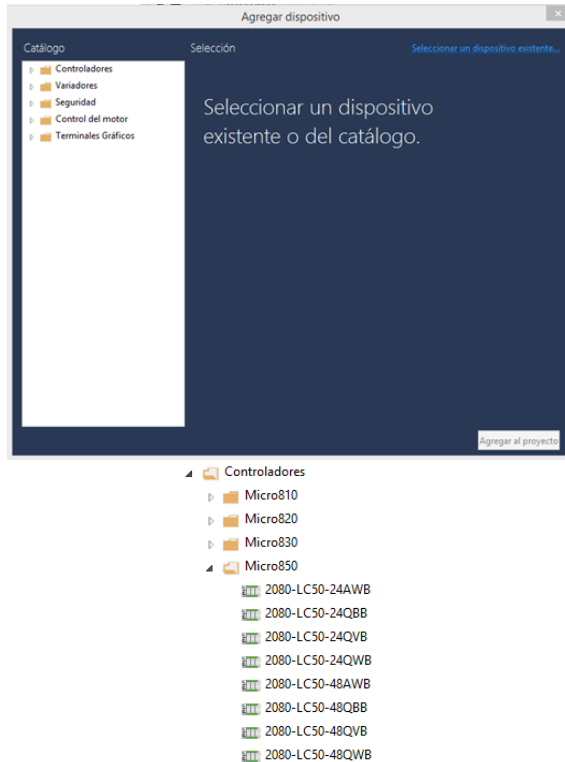 Agregar dispositivo
Catálogo
Selección
Seleccionar un dispositivo existente...
Controladores
Variadores
Seguridad
Control del motor
Terminales Gráficos
Seleccionar un dispositivo
existente o del catálogo.
Agregar al proyecto
Controladores
Micro810
Micro820
Micro830
Micro850
2080-LC50-24AWB
2080-LC50-24QBB
2080-LC50-24QVB
2080-LC50-24QWB
2080-LC50-48AWB
2080-LC50-48QBB
2080-LC50-48QVB
2080-LC50-48QWB